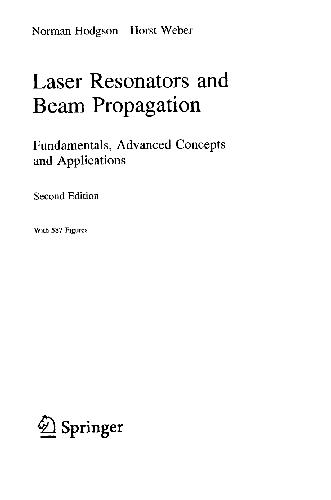 Norman Hodgson Horst Weber
Laser Resonators and
Beam Propagation
Fundamentals, Advanced Concepts
and Applications
Second Edition
With 587 Figures
Springer